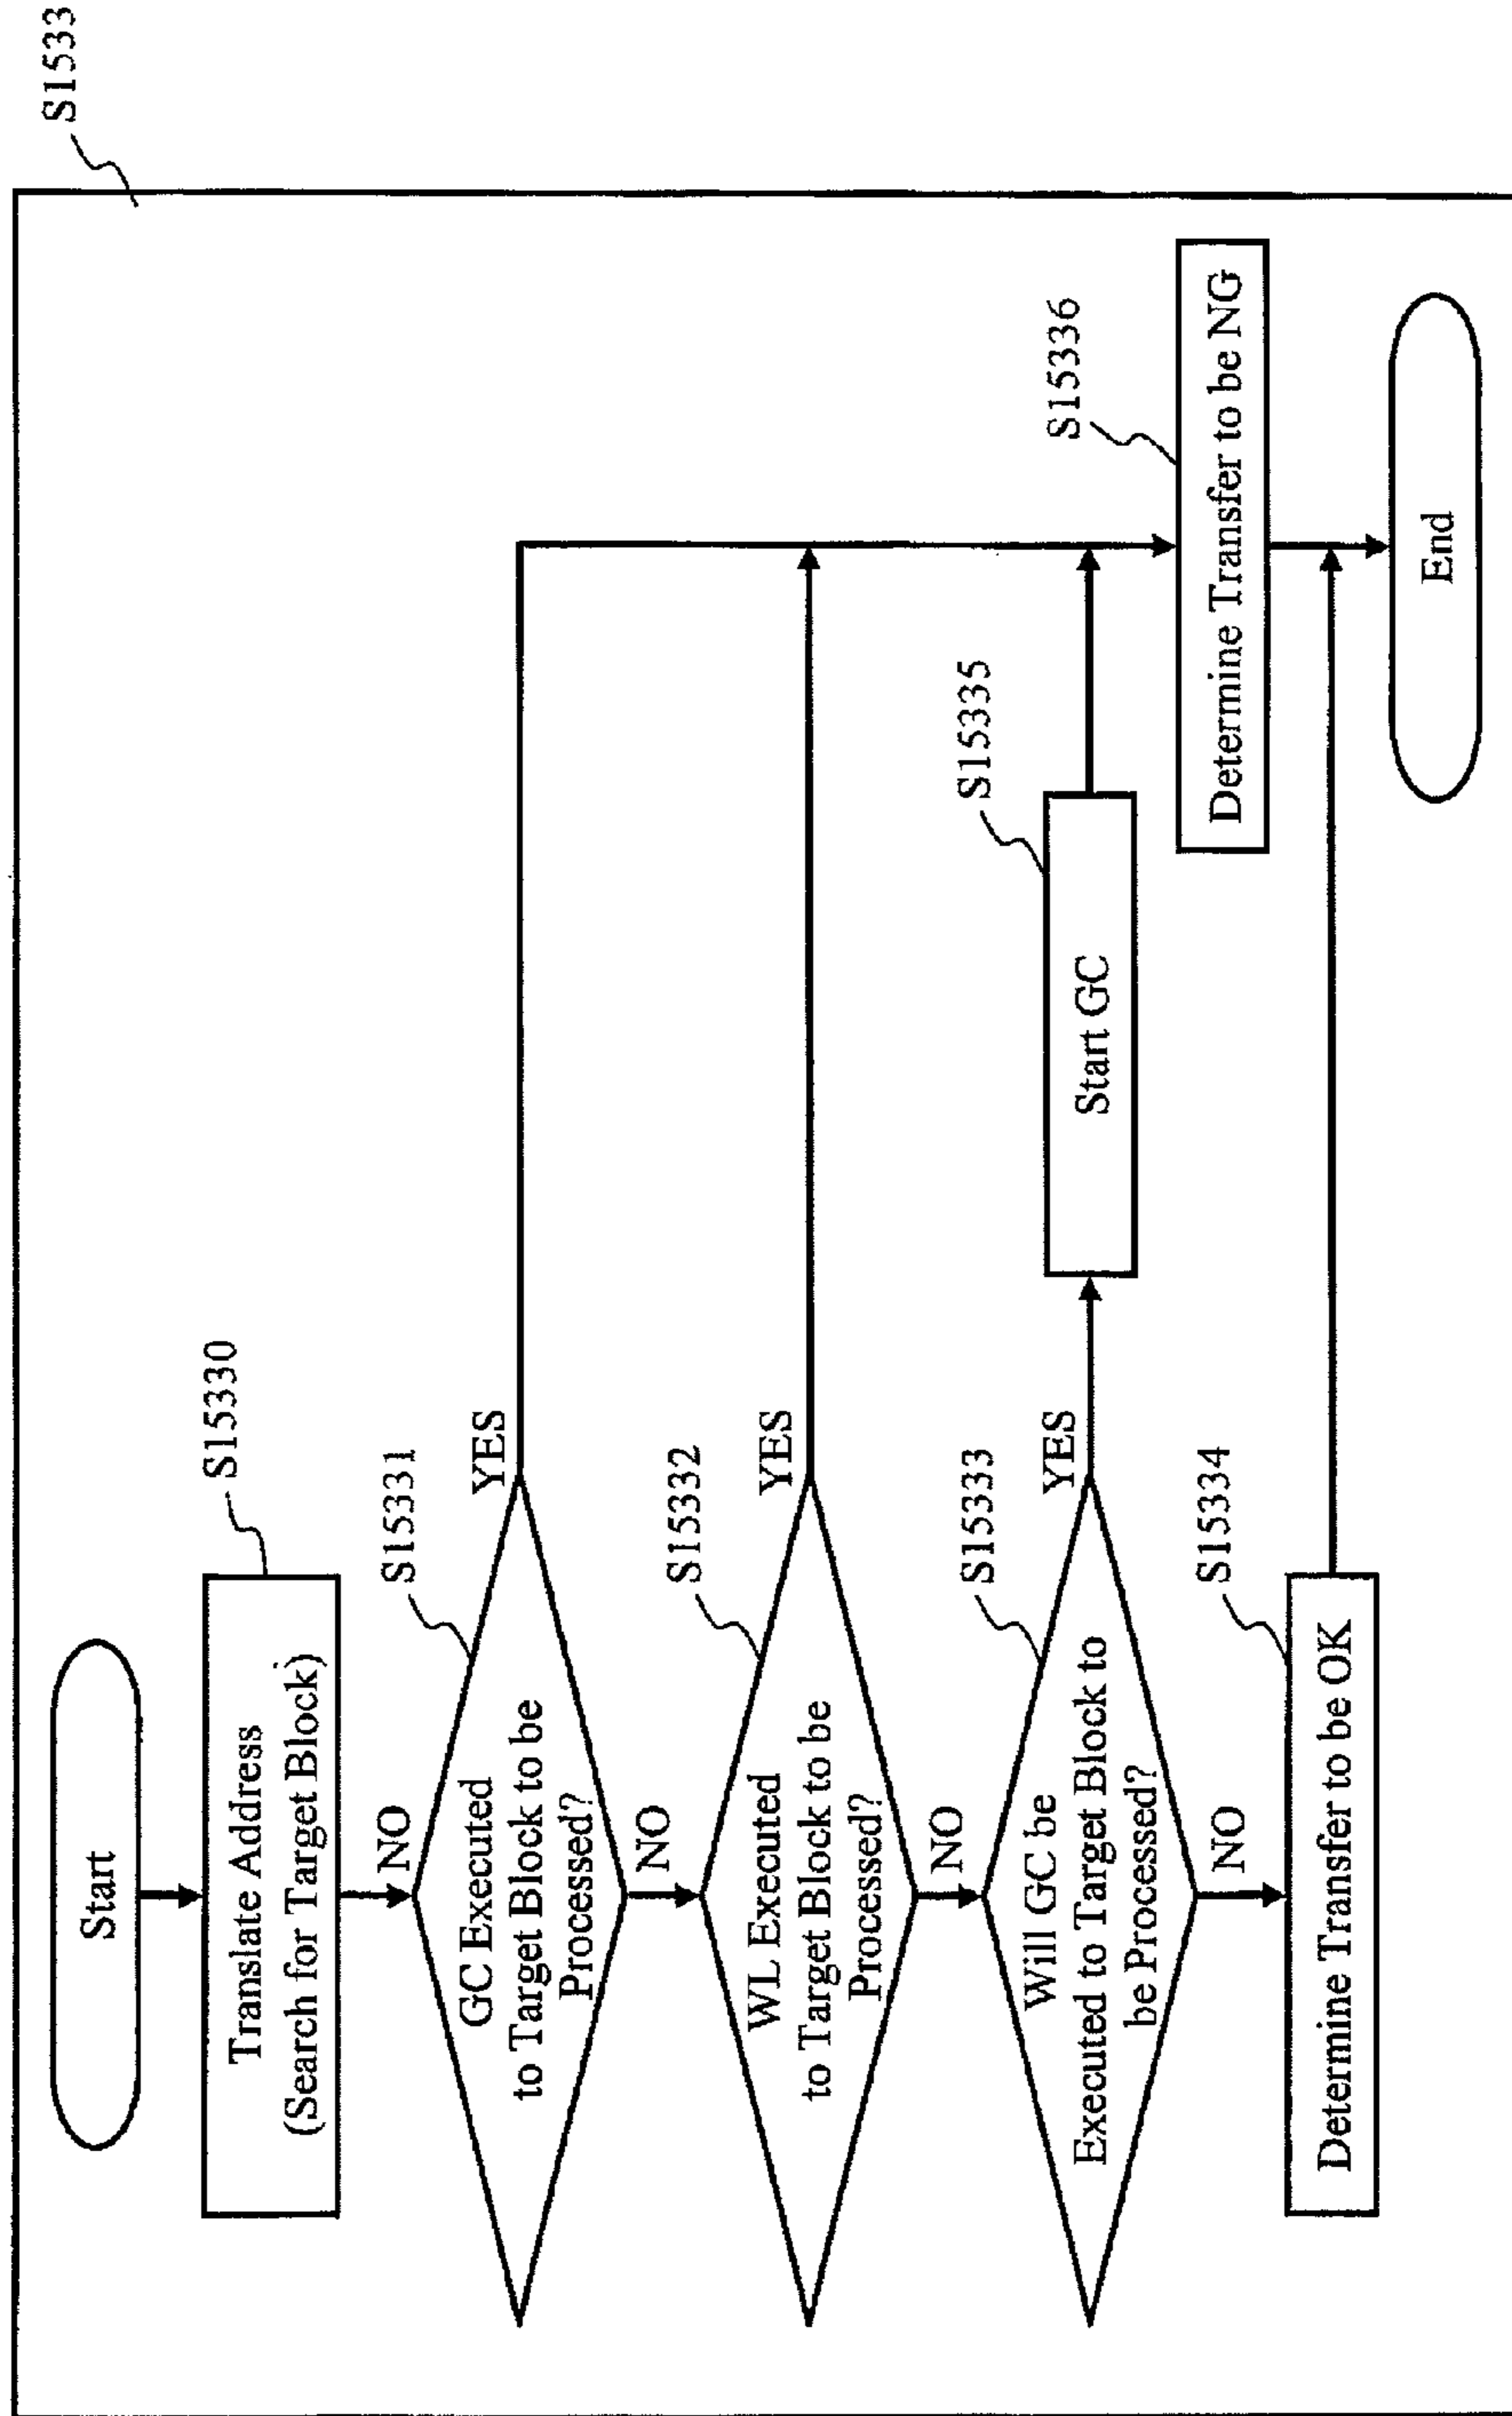 S1533
Start
S15330
Translate Address
(Search for Target Block)
NO
S15331
GC Executed
to Target Block to be
Processed?
YES
NO
S15332
WL Executed
to Target Block to be
Processed?
YES
NO
S15333
Will GC be
Executed to Target Block to
be Processed?
YES
S15335
Start GC
NO
S15334
Determine Transfer to be OK
S15336
Determine Transfer to be NG
End